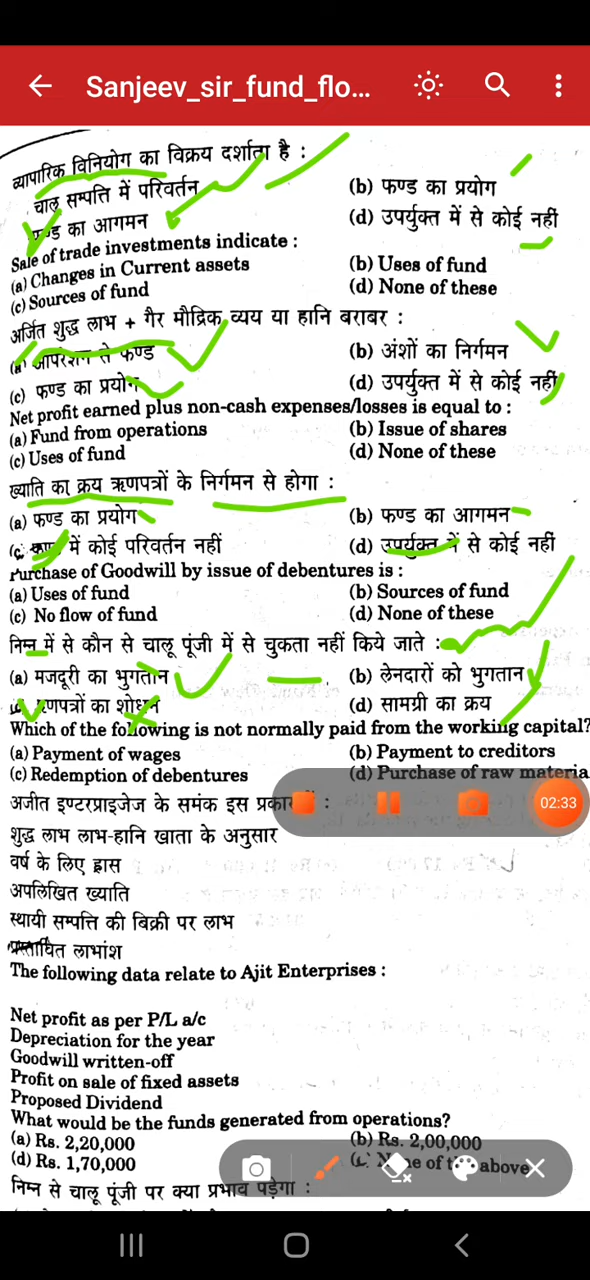 Sanjeev_sir_fund_flo...
व्यापारिक विनियोग का विक्रय दर्शाता है :
चालू सम्पत्ति में परिवर्तन (b) फण्ड का प्रयोग
का आगमन (d) उपर्युक्त में से कोई नहीं
Sale of trade investments indicate :
(a) Changes in Current assets (b) Uses of fund
(c) Sources of fund (d) None of these
अर्जित शुद्ध लाभ + गैर मौद्रिक व्यय या हानि बराबर :
(a) आपरेशन से फण्ड (b) अंशों का निर्गमन
(c) फण्ड का प्रयोग (d) उपर्युक्त में से कोई नहीं
Net profit earned plus non-cash expenses/losses is equal to :
(a) Fund from operations (b) Issue of shares
(c) Uses of fund (d) None of these
ख्याति का क्रय ऋणपत्रों के निर्गमन से होगा :
(a) फण्ड का प्रयोग (b) फण्ड का आगमन
में कोई परिवर्तन नहीं (d) उपर्युक्त में से कोई नहीं
Purchase of Goodwill by issue of debentures is :
(a) Uses of fund (b) Sources of fund
(c) No flow of fund (d) None of these
निम्न में से कौन से चालू पूंजी में से चुकता नहीं किये जाते :
(a) मजदूरी का भुगतान (b) लेनदारों को भुगतान
का शोधन (d) सामग्री का क्रय
Which of the following is not normally paid from the working capital?
(a) Payment of wages (b) Payment to creditors
(c) Redemption of debentures (d) Purchase of raw materia
अजीत इण्टरप्राइजेज के समंक इस :
02:33
शुद्ध लाभ लाभ-हानि खाता के अनुसार
वर्ष के लिए ह्रास
अपलिखित ख्याति
स्थायी सम्पत्ति की बिक्री पर लाभ
प्रस्तावित लाभांश
The following data relate to Ajit Enterprises :
Net profit as per P/L a/c
Depreciation for the year
Goodwill written-off
Profit on sale of fixed assets
Proposed Dividend
What would be the funds generated from operations?
(a) Rs. 2,20,000 (b) Rs. 2,00,000
(d) Rs. 1,70,000 above
निम्न से चालू पूंजी पर क्या प्रभाव पड़ेगा :